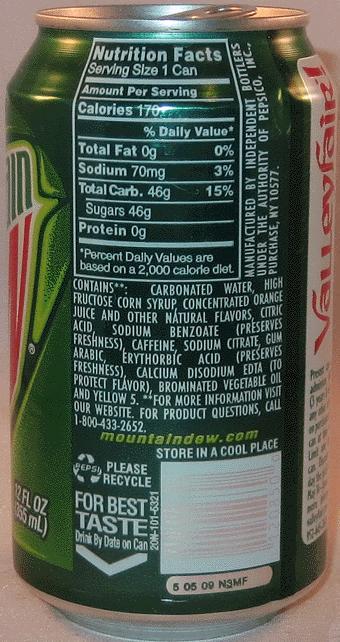 Nutrition Facts
Serving Size 1 Can
Amount Per Serving
Calories 170
% Daily Value*
Total Fat 0g 0%
Sodium 70mg 3%
Total Carb. 46g 15%
Sugars 46g
Protein 0g
*Percent Daily Values are
based on a 2,000 calorie diet.
MANUFACTURED BY INDEPENDENT BOTTLERS
UNDER THE AUTHORITY OF PEPSICO, INC.,
PURCHASE, NY 10577.
CONTAINS**: CARBONATED WATER, HIGH
FRUCTOSE CORN SYRUP, CONCENTRATED ORANGE
JUICE AND OTHER NATURAL FLAVORS, CITRIC
ACID, SODIUM BENZOATE (PRESERVES
FRESHNESS), CAFFEINE, SODIUM CITRATE, GUM
ARABIC, ERYTHORBIC ACID (PRESERVES
FRESHNESS), CALCIUM DISODIUM EDTA (TO
PROTECT FLAVOR), BROMINATED VEGETABLE OIL
AND YELLOW 5. **FOR MORE INFORMATION VISIT
OUR WEBSITE. FOR PRODUCT QUESTIONS, CALL
1-800-433-2652.
mountaindew.com
STORE IN A COOL PLACE
PEPSI
PLEASE
RECYCLE
FOR BEST
TASTE
Drink By Date on Can
20N-101-6321
5 05 09 N3MF
12 FL OZ
(355 mL)
Valleyfair!